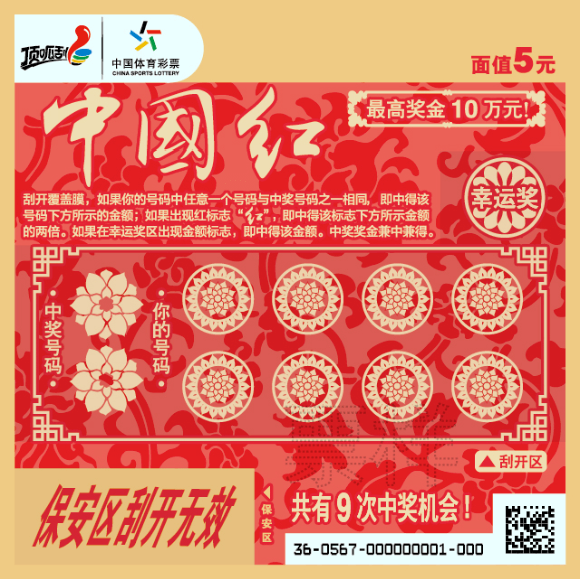 顶呱刮
中国体育彩票
CHINA SPORTS LOTTERY
面值5元
中國红
最高奖金10万元!
刮开覆盖膜，如果你的号码中任意一个号码与中奖号码之一相同，即中得该
号码下方所示的金额；如果出现红标志“红”，即中得该标志下方所示金额
的两倍。如果在幸运奖区出现金额标志，即中得该金额。中奖奖金兼中兼得。
幸运奖
·中奖号码·
·你的号码·
票样
▲刮开区
保安区刮开无效
◀保安区
共有9次中奖机会！
36-0567-000000001-000